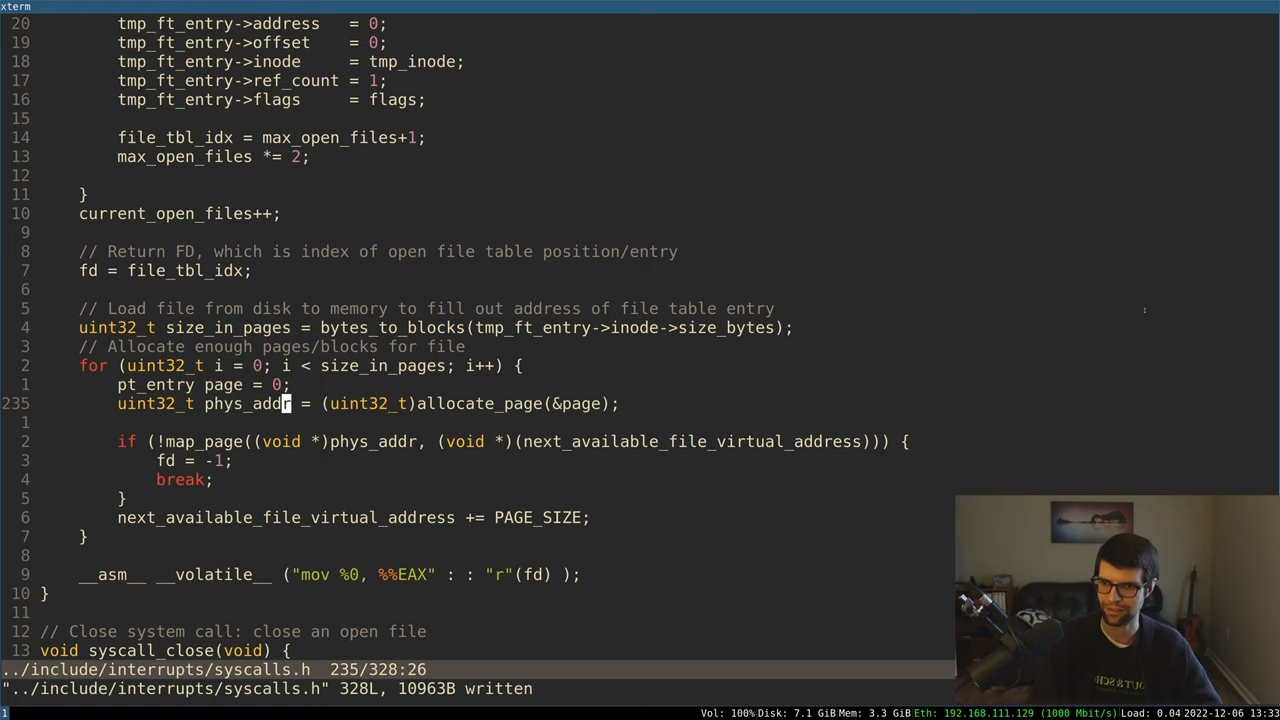 xterm
20 tmp_ft_entry->address   = 0;
19 tmp_ft_entry->offset    = 0;
18 tmp_ft_entry->inode     = tmp_inode;
17 tmp_ft_entry->ref_count = 1;
16 tmp_ft_entry->flags     = flags;
15
14 file_tbl_idx = max_open_files+1;
13 max_open_files *= 2;
12
11 }
10 current_open_files++;
9
8 // Return FD, which is index of open file table position/entry
7 fd = file_tbl_idx;
6
5 // Load file from disk to memory to fill out address of file table entry
4 uint32_t size_in_pages = bytes_to_blocks(tmp_ft_entry->inode->size_bytes);
3 // Allocate enough pages/blocks for file
2 for (uint32_t i = 0; i < size_in_pages; i++) {
1 pt_entry page = 0;
235 uint32_t phys_addr = (uint32_t)allocate_page(&page);
1
2 if (!map_page((void *)phys_addr, (void *)(next_available_file_virtual_address))) {
3 fd = -1;
4 break;
5 }
6 next_available_file_virtual_address += PAGE_SIZE;
7 }
8
9 __asm__ __volatile__ ("mov %0, %%EAX" : : "r"(fd) );
10 }
11
12 // Close system call: close an open file
13 void syscall_close(void) {
../include/interrupts/syscalls.h  235/328:26
"../include/interrupts/syscalls.h" 328L, 10963B written
1 Vol: 100% Disk: 7.1 GiB Mem: 3.3 GiB Eth: 192.168.111.129 (1000 Mbit/s) Load: 0.04 2022-12-06 13:33